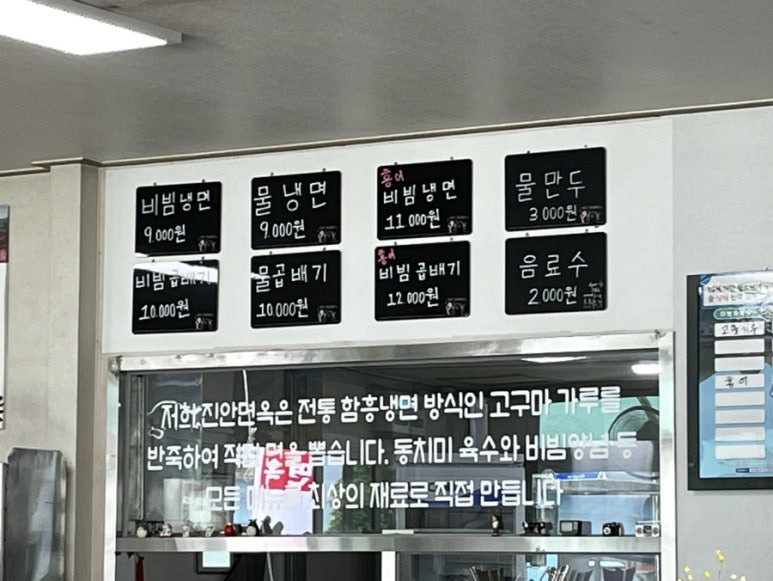 비빔냉면
9.000원
물냉면
9.000원
홍어
비빔냉면
11.000원
물만두
3.000원
비빔곱배기
10.000원
물곱배기
10.000원
홍어
비빔곱배기
12.000원
음료수
2.000원
저희 진안면옥은 전통 함흥냉면 방식인 고구마 가루를
반죽하여 직접 면을 뽑습니다. 동치미 육수와 비빔양념 등
모든 메뉴를 최상의 재료로 직접 만듭니다
홍어